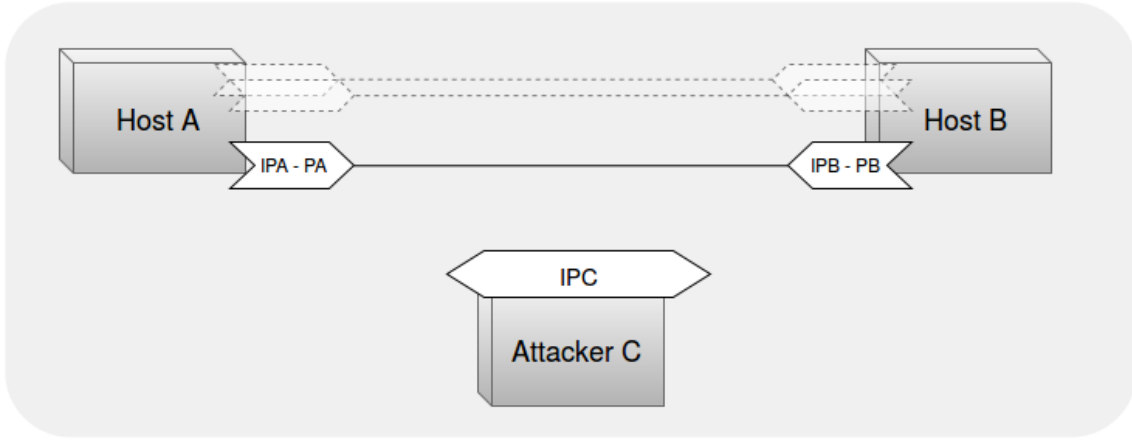 Host A
Host B
IPA - PA
IPB - PB
IPC
Attacker C